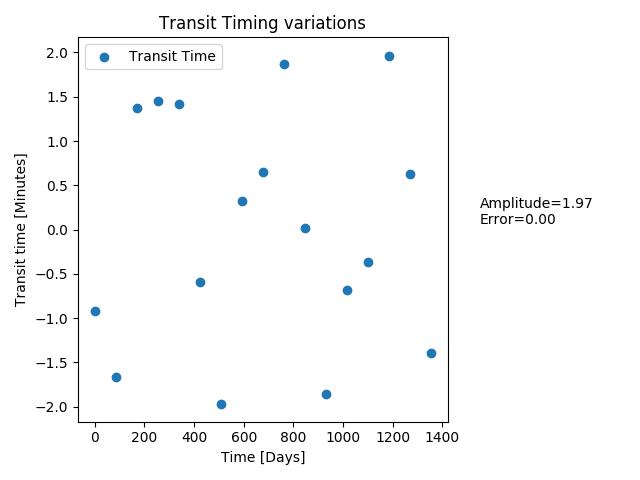 Transit Timing variations
Transit Time
2.0
1.5
1.0
0.5
0.0
−0.5
−1.0
−1.5
−2.0
Transit time [Minutes]
0 200 400 600 800 1000 1200 1400
Time [Days]
Amplitude=1.97
Error=0.00